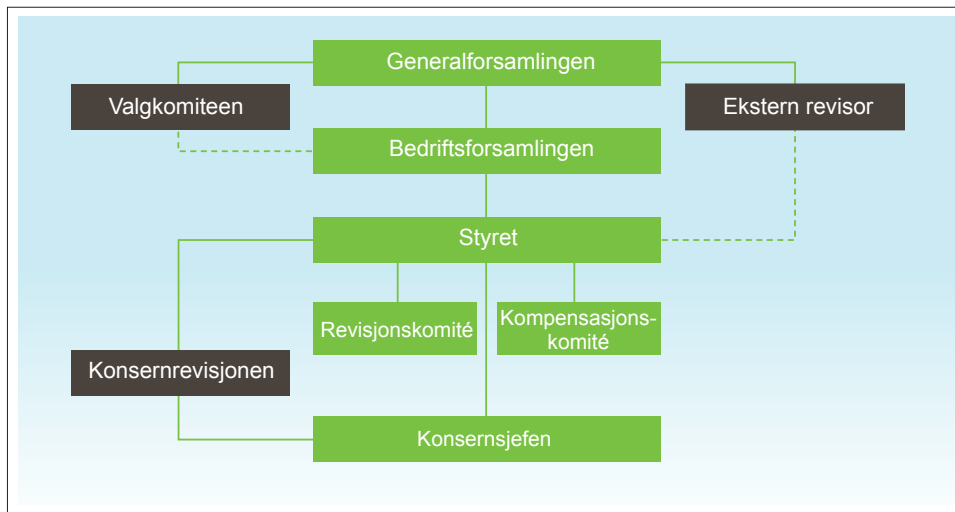 Generalforsamlingen
Valgkomiteen
Ekstern revisor
Bedriftsforsamlingen
Styret
Revisjonskomité
Kompensasjons-
komité
Konsernrevisjonen
Konsernsjefen